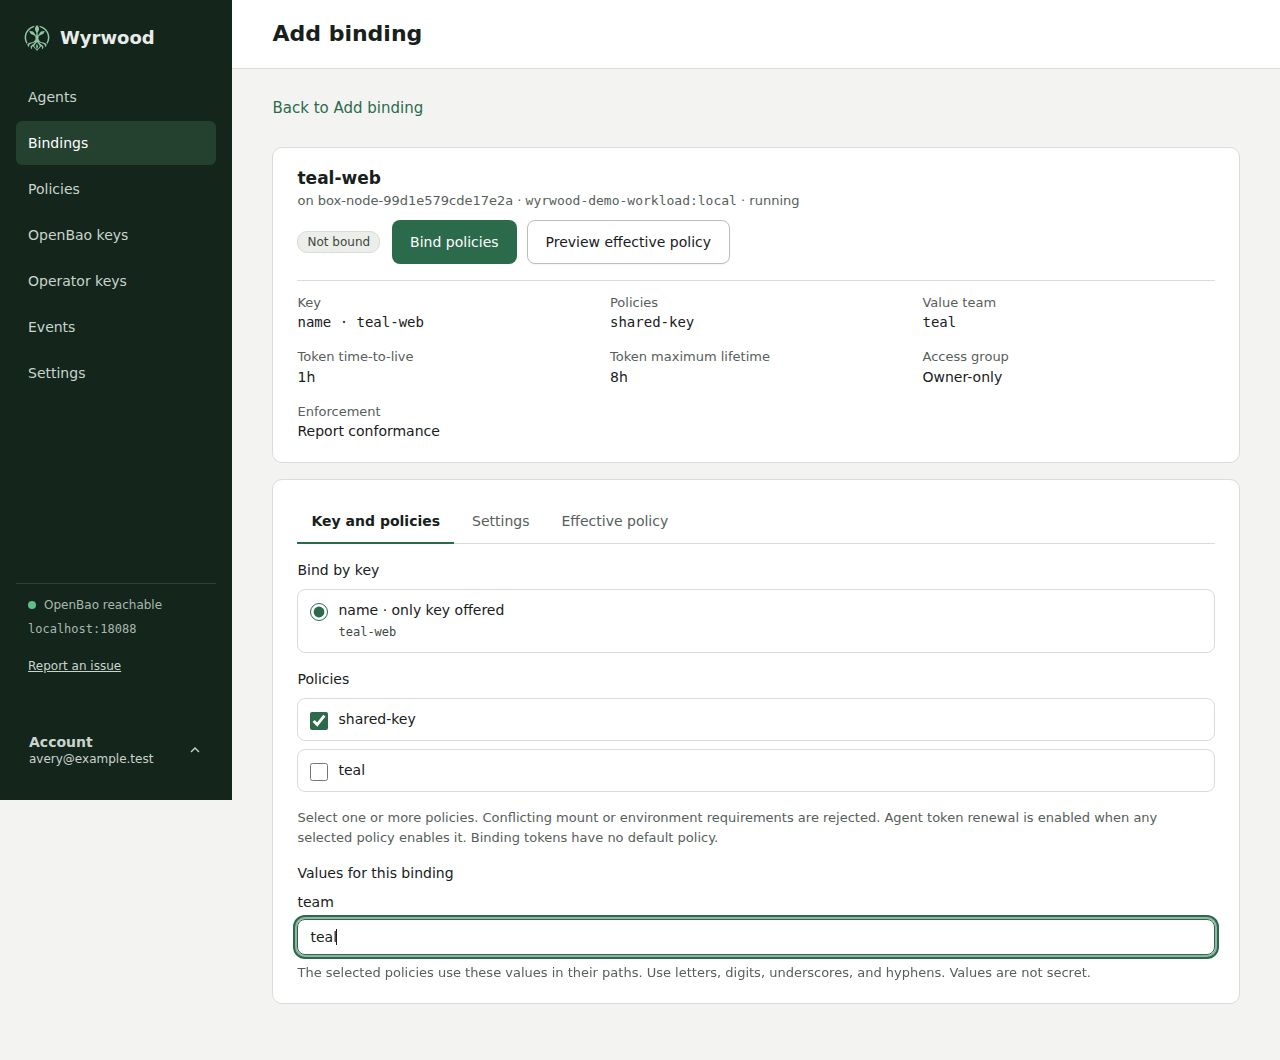 Wyrwood
Agents
Bindings
Policies
OpenBao keys
Operator keys
Events
Settings
OpenBao reachable
localhost:18088
Report an issue
Account
avery@example.test
Add binding
Back to Add binding
teal-web
on box-node-99d1e579cde17e2a · wyrwood-demo-workload:local · running
Not bound
Bind policies
Preview effective policy
Key
name · teal-web
Policies
shared-key
Value team
teal
Token time-to-live
1h
Token maximum lifetime
8h
Access group
Owner-only
Enforcement
Report conformance
Key and policies
Settings
Effective policy
Bind by key
name · only key offered
teal-web
Policies
shared-key
teal
Select one or more policies. Conflicting mount or environment requirements are rejected. Agent token renewal is enabled when any
selected policy enables it. Binding tokens have no default policy.
Values for this binding
team
teal
The selected policies use these values in their paths. Use letters, digits, underscores, and hyphens. Values are not secret.